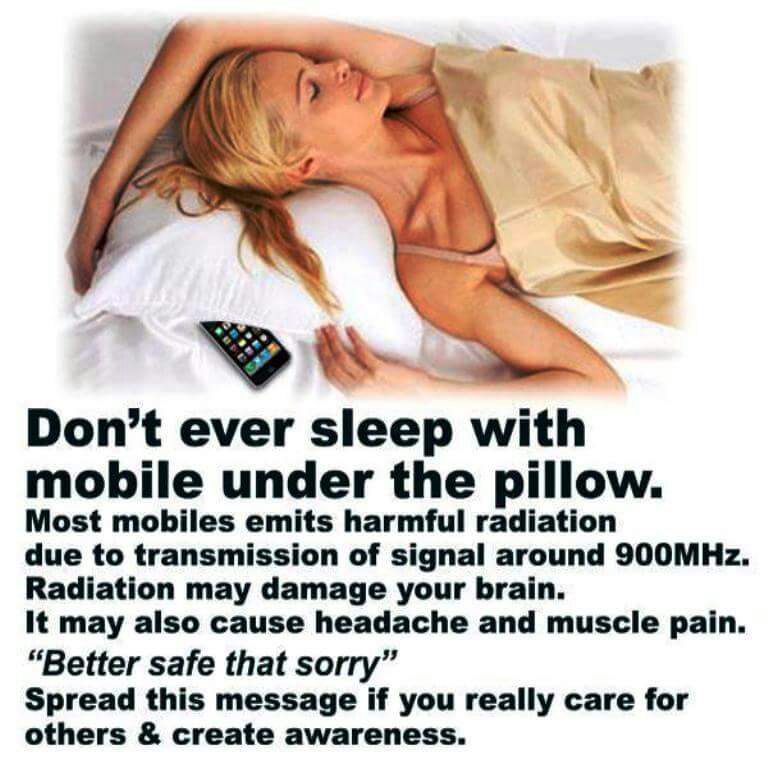 Don't ever sleep with
mobile under the pillow.
Most mobiles emits harmful radiation
due to transmission of signal around 900MHz.
Radiation may damage your brain.
It may also cause headache and muscle pain.
“Better safe that sorry”
Spread this message if you really care for
others & create awareness.